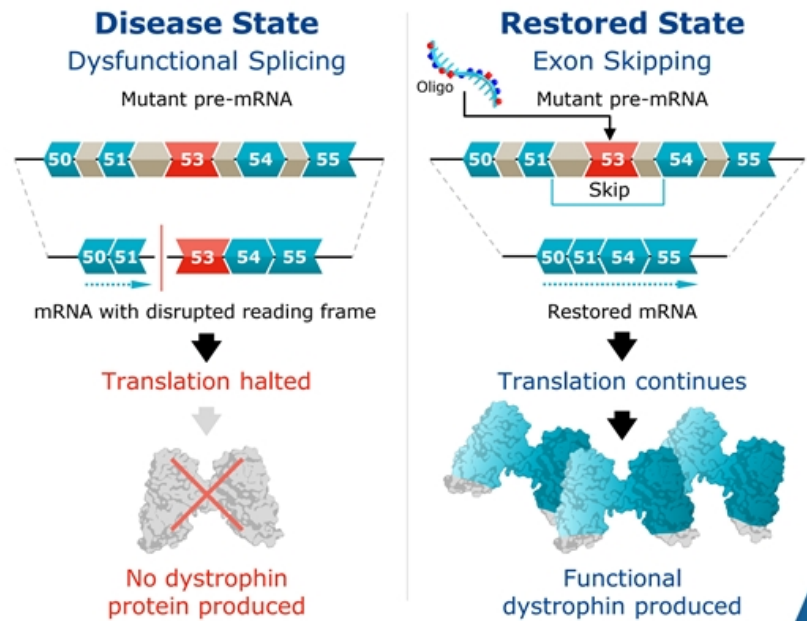 Disease State
Dysfunctional Splicing
Mutant pre-mRNA
50 51 53 54 55
50 51 53 54 55
mRNA with disrupted reading frame
Translation halted
No dystrophin
protein produced
Restored State
Exon Skipping
Oligo
Mutant pre-mRNA
50 51 53 54 55
Skip
50 51 54 55
Restored mRNA
Translation continues
Functional
dystrophin produced